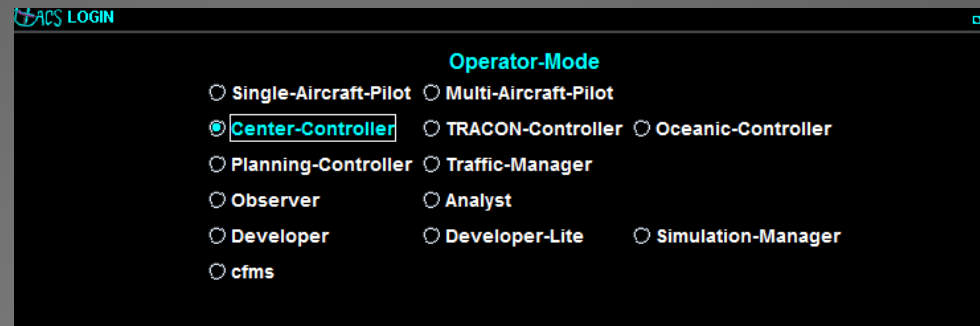 ACS LOGIN
Operator-Mode
Single-Aircraft-Pilot Multi-Aircraft-Pilot
Center-Controller TRACON-Controller Oceanic-Controller
Planning-Controller Traffic-Manager
Observer Analyst
Developer Developer-Lite Simulation-Manager
cfms